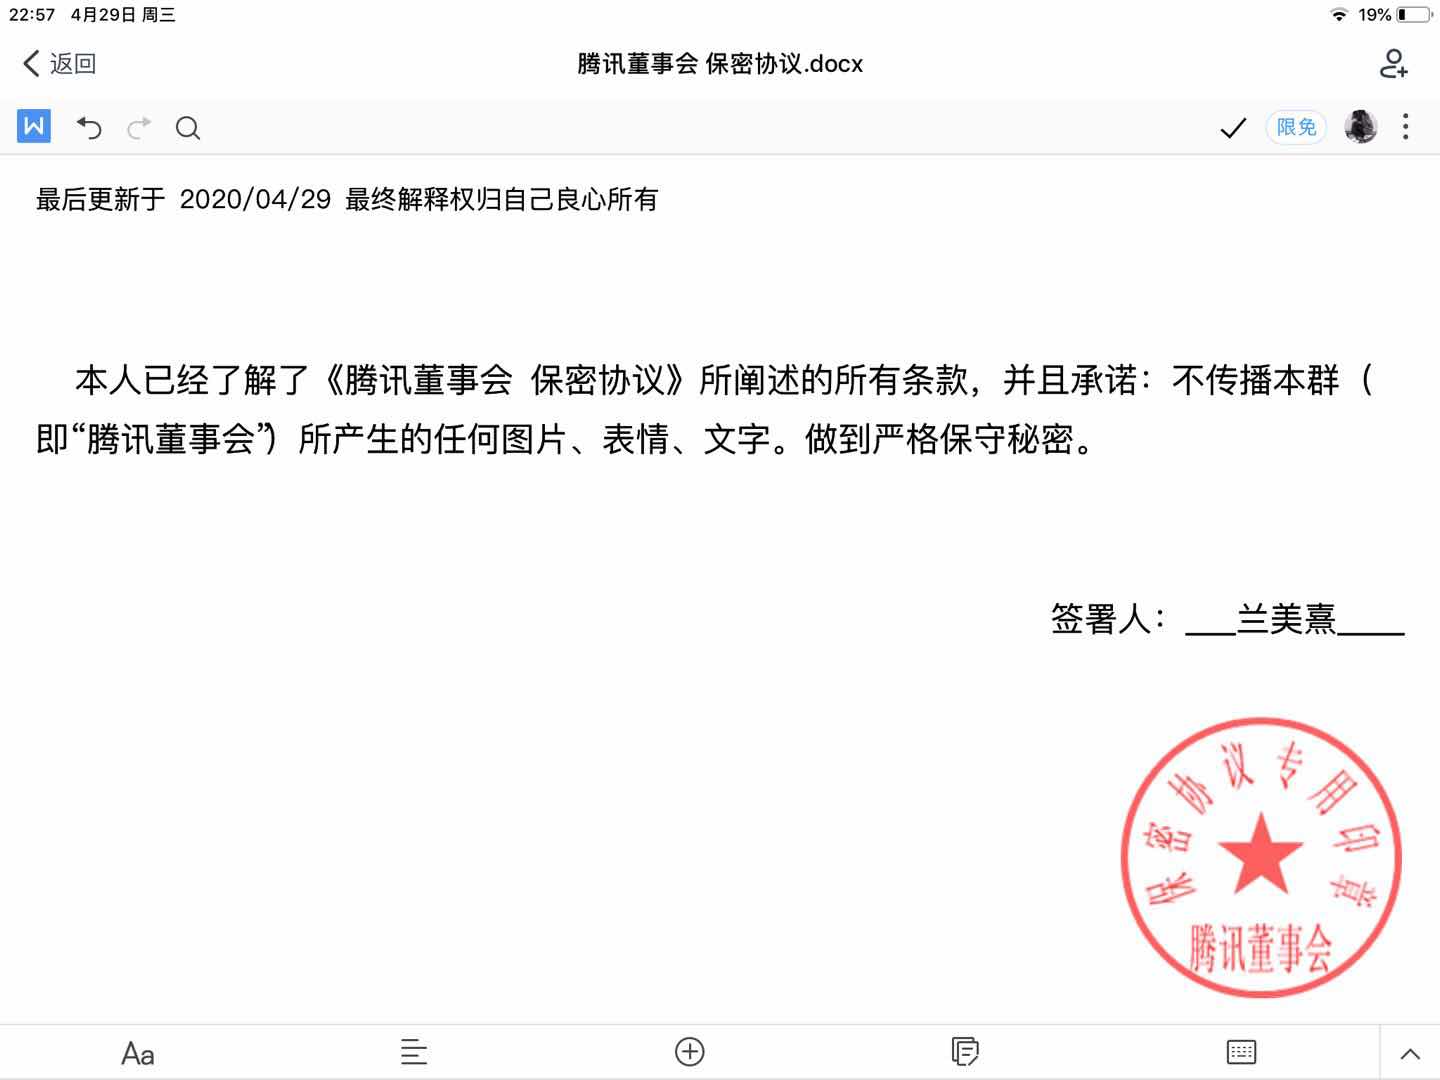 22:57 4月29日 周三 19%
返回 腾讯董事会 保密协议.docx
W 限免
最后更新于 2020/04/29 最终解释权归自己良心所有
本人已经了解了《腾讯董事会 保密协议》所阐述的所有条款，并且承诺：不传播本群（
即“腾讯董事会”）所产生的任何图片、表情、文字。做到严格保守秘密。
签署人：___兰美熹____
保密协议专用印章
腾讯董事会
Aa